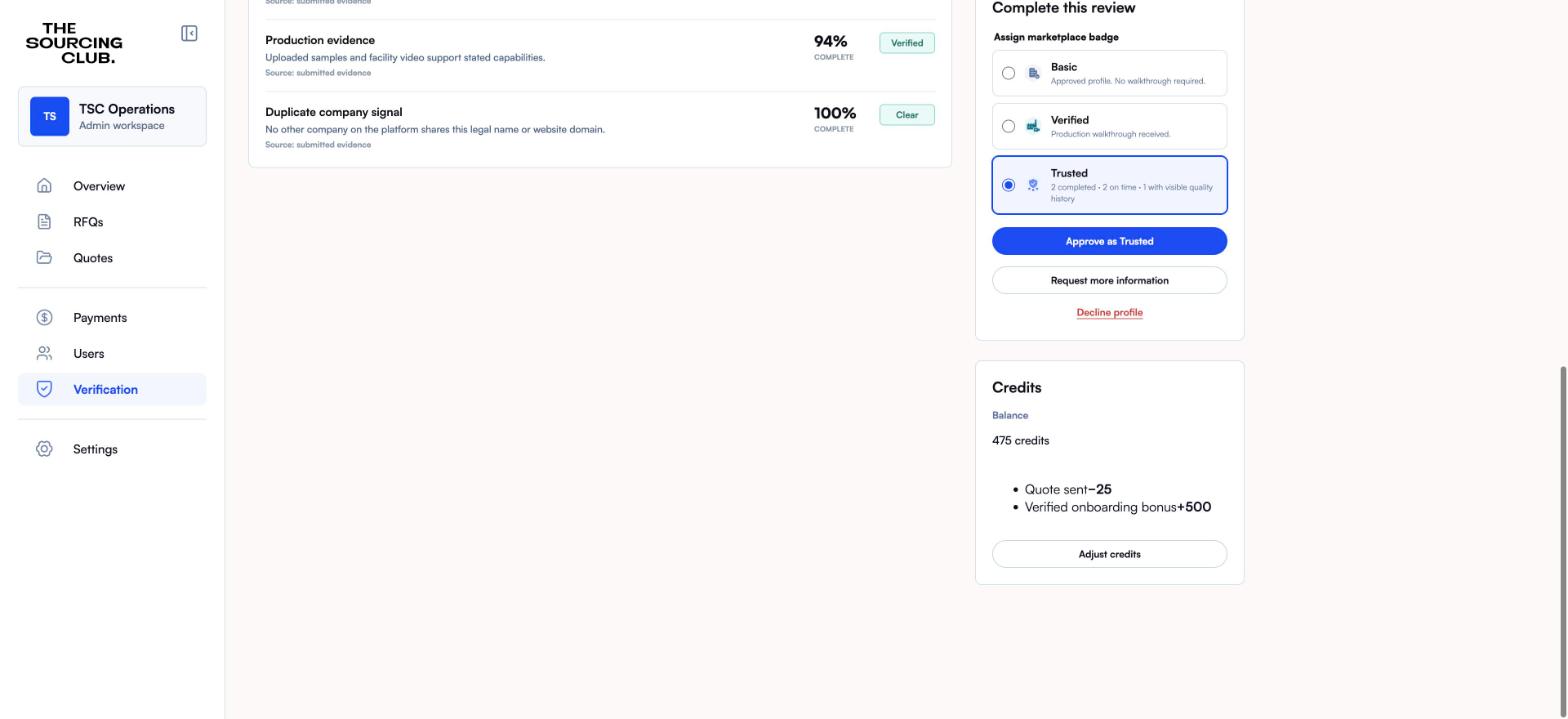 THE
SOURCING
CLUB.
TS
TSC Operations
Admin workspace
Overview
RFQs
Quotes
Payments
Users
Verification
Settings
Source: submitted evidence
Production evidence
Uploaded samples and facility video support stated capabilities.
Source: submitted evidence
94%
COMPLETE
Verified
Duplicate company signal
No other company on the platform shares this legal name or website domain.
Source: submitted evidence
100%
COMPLETE
Clear
Complete this review
Assign marketplace badge
Basic
Approved profile. No walkthrough required.
Verified
Production walkthrough received.
Trusted
2 completed · 2 on time · 1 with visible quality
history
Approve as Trusted
Request more information
Decline profile
Credits
Balance
475 credits
• Quote sent−25
• Verified onboarding bonus+500
Adjust credits